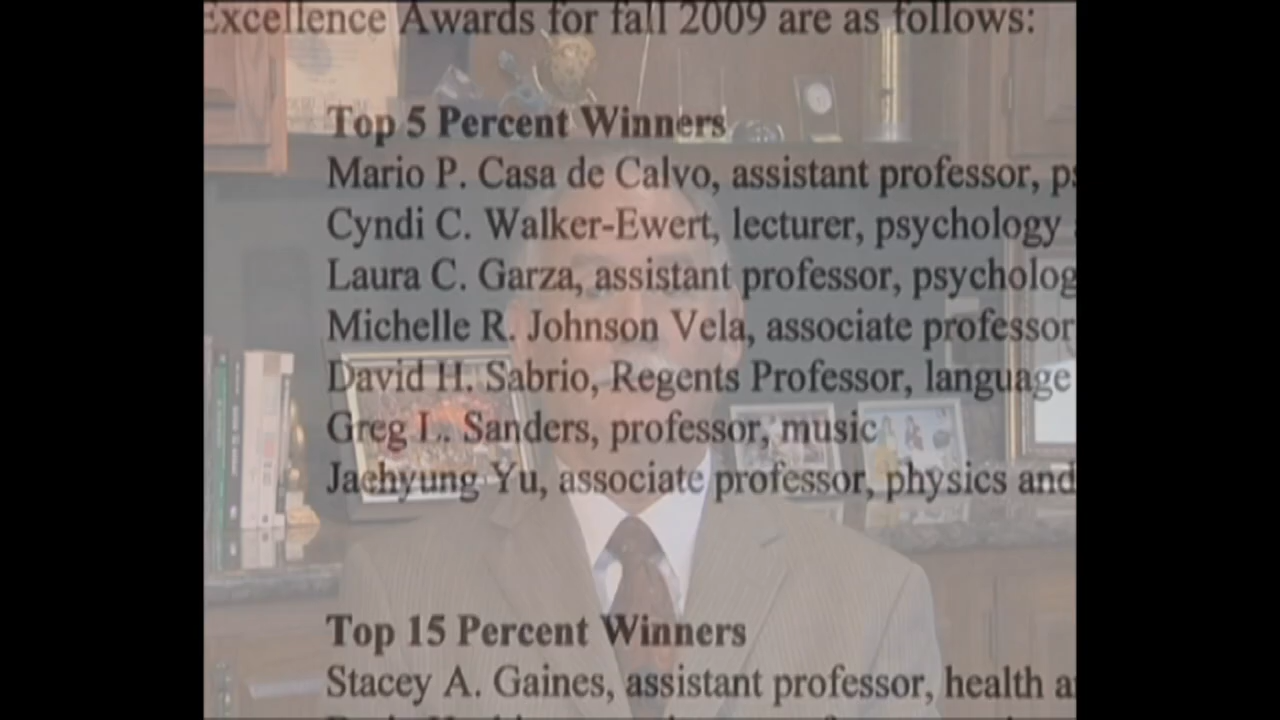 Excellence Awards for fall 2009 are as follows:
Top 5 Percent Winners
Mario P. Casa de Calvo, assistant professor,
Cyndi C. Walker-Ewert, lecturer, psychology
Laura C. Garza, assistant professor, psycholog
Michelle R. Johnson Vela, associate professor
David H. Sabrio, Regents Professor, language
Greg L. Sanders, professor, music
Jaehyung Yu, associate professor, physics and
Top 15 Percent Winners
Stacey A. Gaines, assistant professor, health